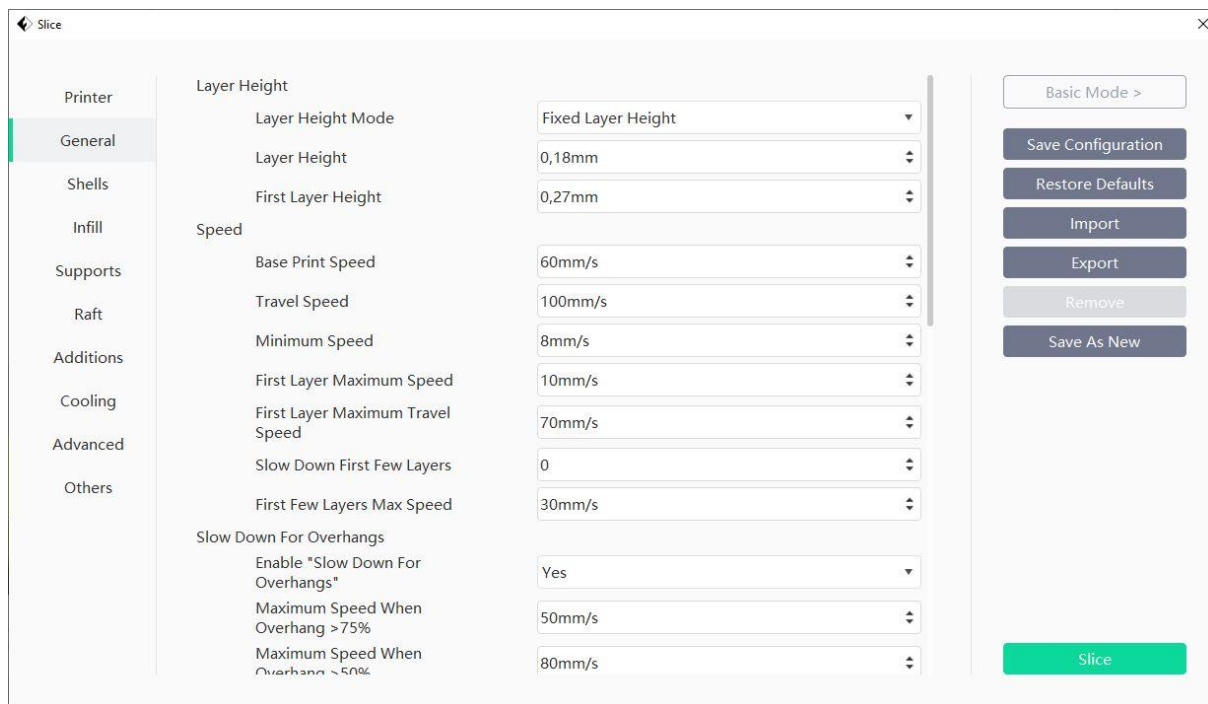 Slice
Printer
General
Shells
Infill
Supports
Raft
Additions
Cooling
Advanced
Others
Layer Height
Layer Height Mode
Fixed Layer Height
Layer Height
0,18mm
First Layer Height
0,27mm
Speed
Base Print Speed
60mm/s
Travel Speed
100mm/s
Minimum Speed
8mm/s
First Layer Maximum Speed
10mm/s
First Layer Maximum Travel
Speed
70mm/s
Slow Down First Few Layers
0
First Few Layers Max Speed
30mm/s
Slow Down For Overhangs
Enable "Slow Down For
Overhangs"
Yes
Maximum Speed When
Overhang >75%
50mm/s
Maximum Speed When
Overhang >50%
80mm/s
Basic Mode >
Save Configuration
Restore Defaults
Import
Export
Remove
Save As New
Slice